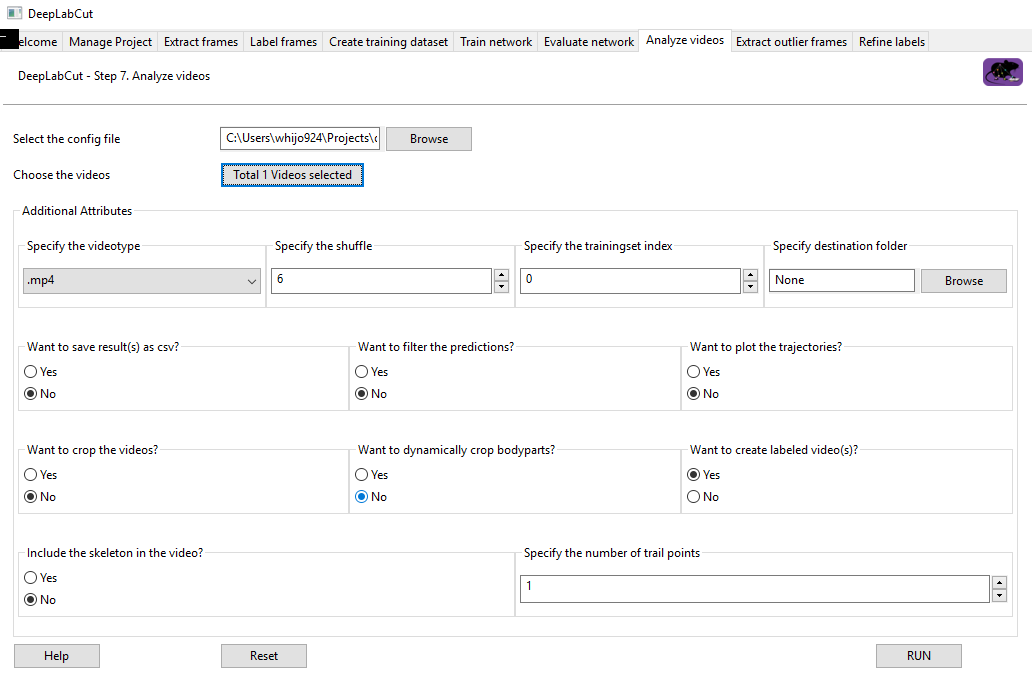 DeepLabCut
elcome Manage Project Extract frames Label frames Create training dataset Train network Evaluate network Analyze videos Extract outlier frames Refine labels
DeepLabCut - Step 7. Analyze videos
Select the config file C:\Users\whijo924\Projects\ Browse
Choose the videos Total 1 Videos selected
Additional Attributes
Specify the videotype Specify the shuffle Specify the trainingset index Specify destination folder
.mp4 6 0 None Browse
Want to save result(s) as csv? Want to filter the predictions? Want to plot the trajectories?
Yes Yes Yes
No No No
Want to crop the videos? Want to dynamically crop bodyparts? Want to create labeled video(s)?
Yes Yes Yes
No No No
Include the skeleton in the video? Specify the number of trail points
Yes 1
No
Help Reset RUN